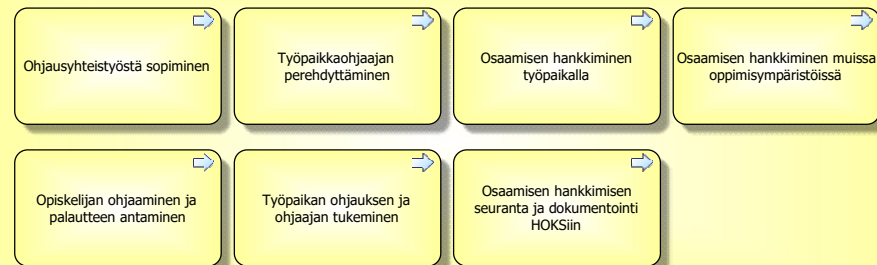 Ohjausyhteistyöstä sopiminen
Työpaikkaohjaajan
perehdyttäminen
Osaamisen hankkiminen
työpaikalla
Osaamisen hankkiminen muissa
oppimisympäristöissä
Opiskelijan ohjaaminen ja
palautteen antaminen
Työpaikan ohjauksen ja
ohjaajan tukeminen
Osaamisen hankkimisen
seuranta ja dokumentointi
HOKSiin